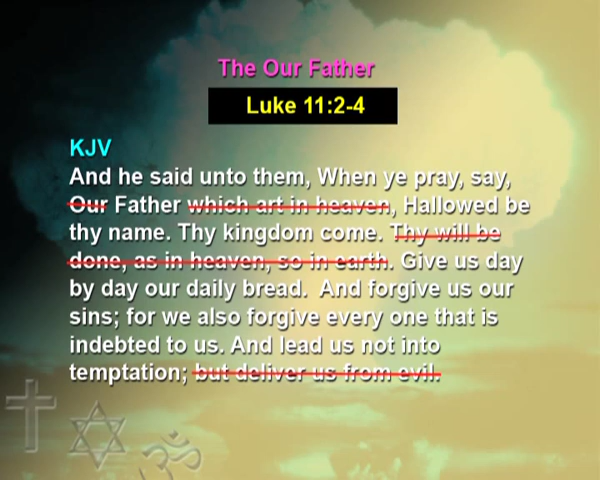 The Our Father
Luke 11:2-4
KJV
And he said unto them, When ye pray, say,
Our Father which art in heaven, Hallowed be
thy name. Thy kingdom come. Thy will be
done, as in heaven, so in earth. Give us day
by day our daily bread.  And forgive us our
sins; for we also forgive every one that is
indebted to us. And lead us not into
temptation; but deliver us from evil.